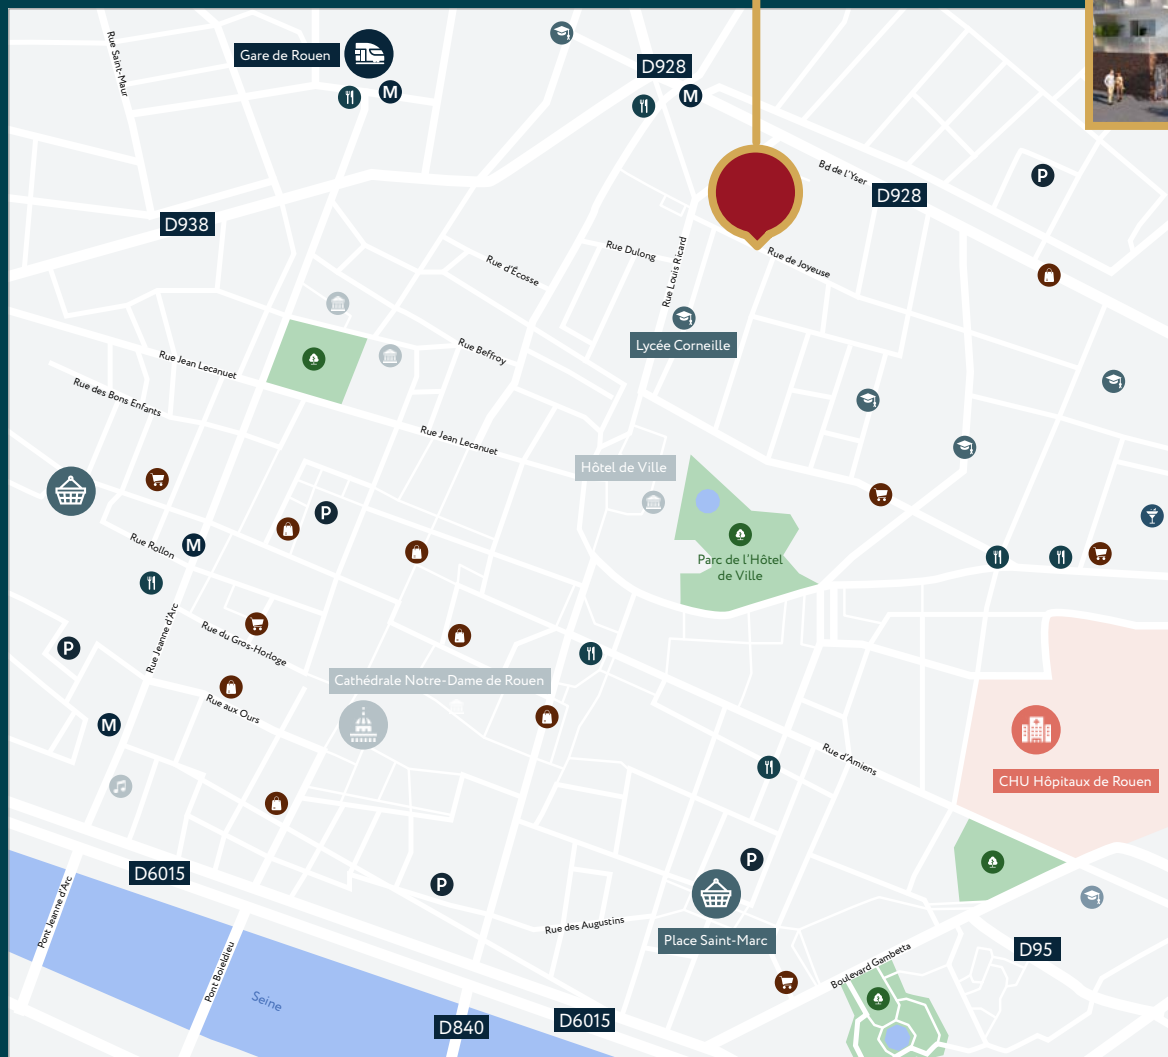 Rue Saint-Maur
Gare de Rouen
M
D928
M
Bd de l'Yser
P
D928
D938
Rue Dulong
Rue Louis Ricard
Rue de Joyeuse
Rue d'Écosse
Lycée Corneille
Rue Jean Lecanuet
Rue Beffroy
Rue des Bons Enfants
Rue Jean Lecanuet
Hôtel de Ville
P
Rue Rollon
M
Parc de l'Hôtel
de Ville
Rue Jeanne d'Arc
Rue du Gros-Horloge
P
Cathédrale Notre-Dame de Rouen
Rue aux Ours
M
Rue d'Amiens
CHU Hôpitaux de Rouen
D6015
P
P
Pont Jeanne d'Arc
Rue des Augustins
Place Saint-Marc
D95
Boulevard Gambetta
Pont Boieldieu
Seine
D840
D6015